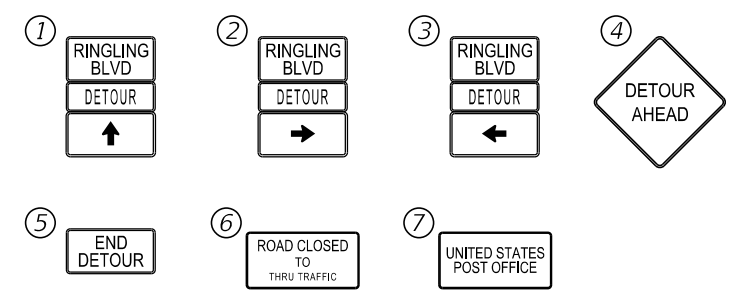 1
RINGLING
BLVD
DETOUR
2
RINGLING
BLVD
DETOUR
3
RINGLING
BLVD
DETOUR
4
DETOUR
AHEAD
5
END
DETOUR
6
ROAD CLOSED
TO
THRU TRAFFIC
7
UNITED STATES
POST OFFICE